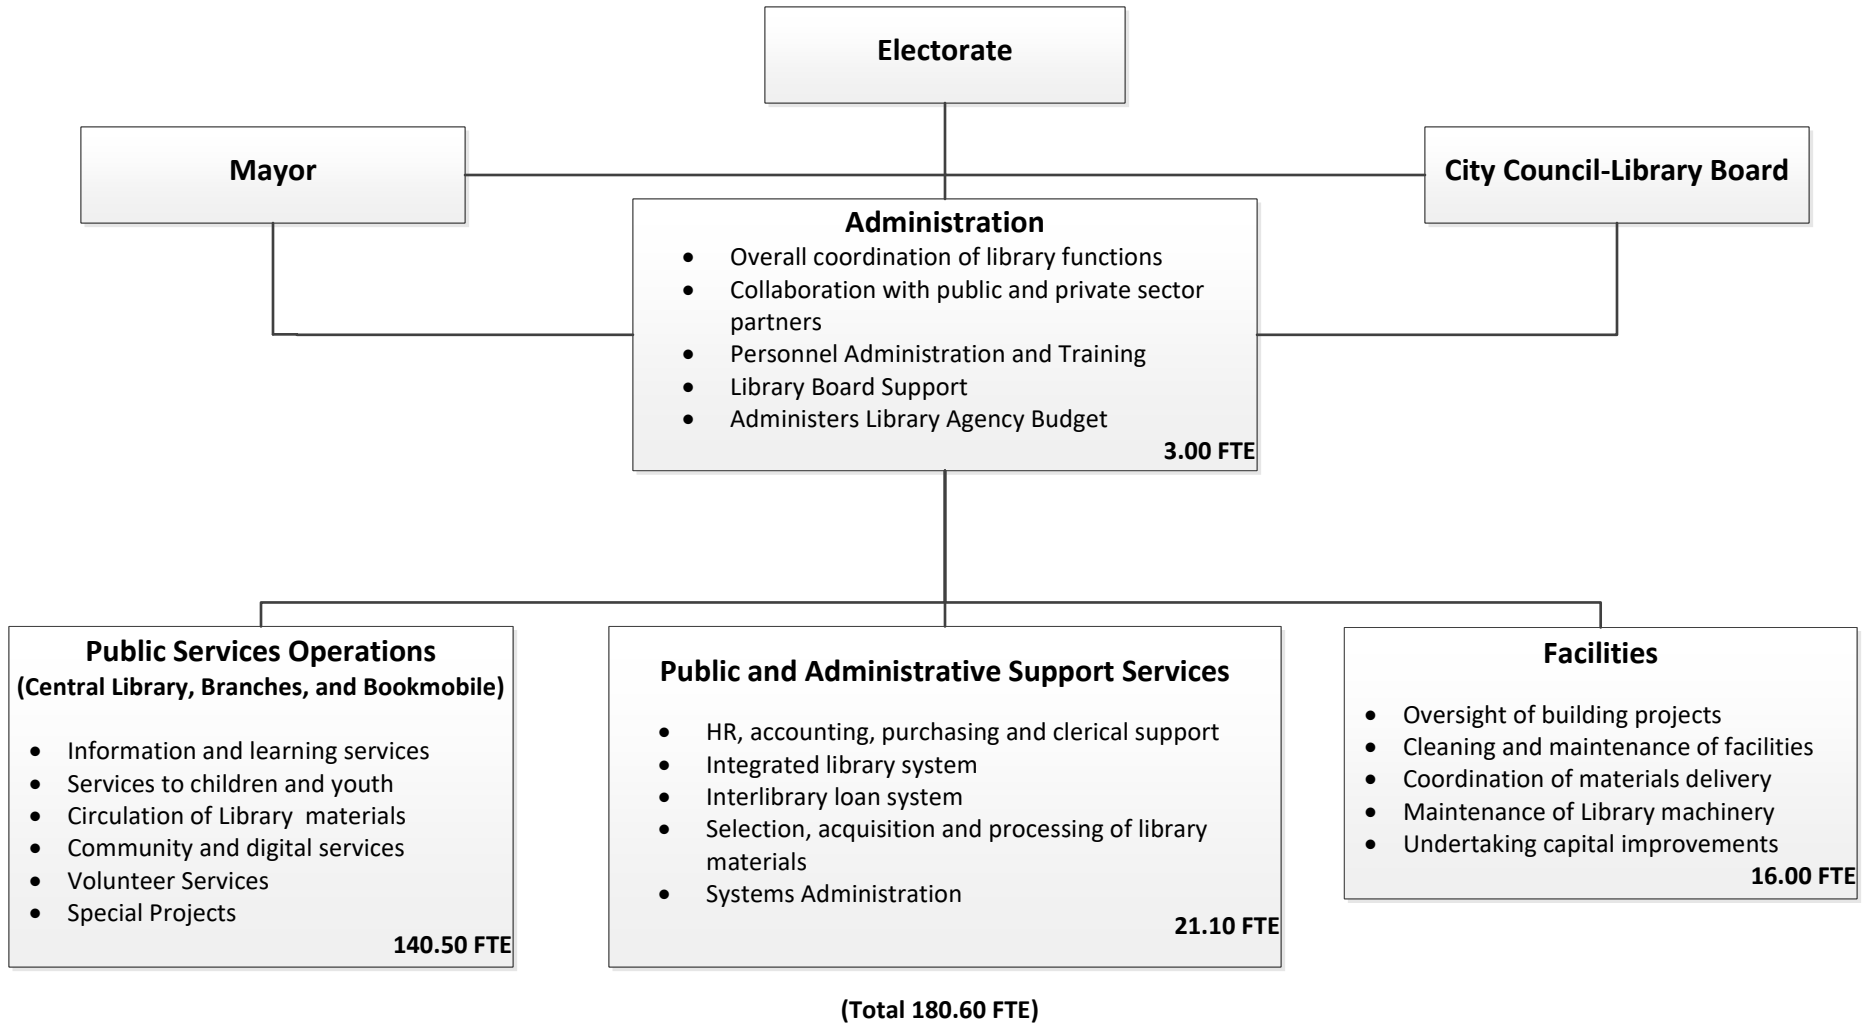 Electorate
Mayor
City Council-Library Board
Administration
• Overall coordination of library functions
• Collaboration with public and private sector
partners
• Personnel Administration and Training
• Library Board Support
• Administers Library Agency Budget
3.00 FTE
Public Services Operations
(Central Library, Branches, and Bookmobile)
• Information and learning services
• Services to children and youth
• Circulation of Library  materials
• Community and digital services
• Volunteer Services
• Special Projects
140.50 FTE
Public and Administrative Support Services
• HR, accounting, purchasing and clerical support
• Integrated library system
• Interlibrary loan system
• Selection, acquisition and processing of library
materials
• Systems Administration
21.10 FTE
Facilities
• Oversight of building projects
• Cleaning and maintenance of facilities
• Coordination of materials delivery
• Maintenance of Library machinery
• Undertaking capital improvements
16.00 FTE
(Total 180.60 FTE)